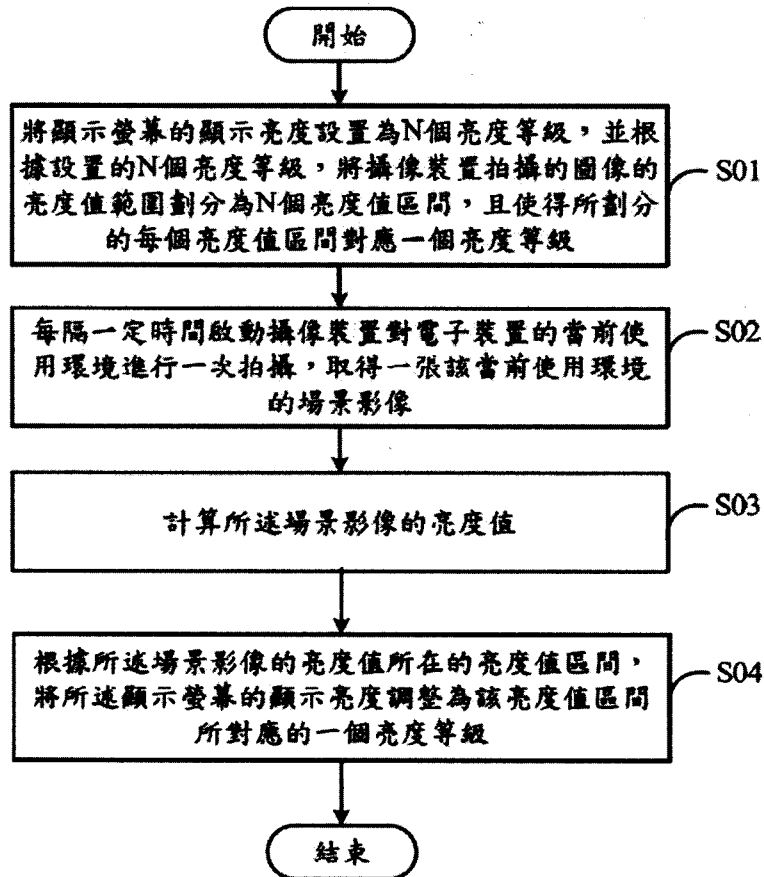 開始
將顯示螢幕的顯示亮度設置為N個亮度等級，並根
據設置的N個亮度等級，將攝像裝置拍攝的圖像的
亮度值範圍劃分為N個亮度值區間，且使得所劃分
的每個亮度值區間對應一個亮度等級
S01
每隔一定時間啟動攝像裝置對電子裝置的當前使
用環境進行一次拍攝，取得一張該當前使用環境
的場景影像
S02
計算所述場景影像的亮度值
S03
根據所述場景影像的亮度值所在的亮度值區間，
將所述顯示螢幕的顯示亮度調整為該亮度值區間
所對應的一個亮度等級
S04
結束